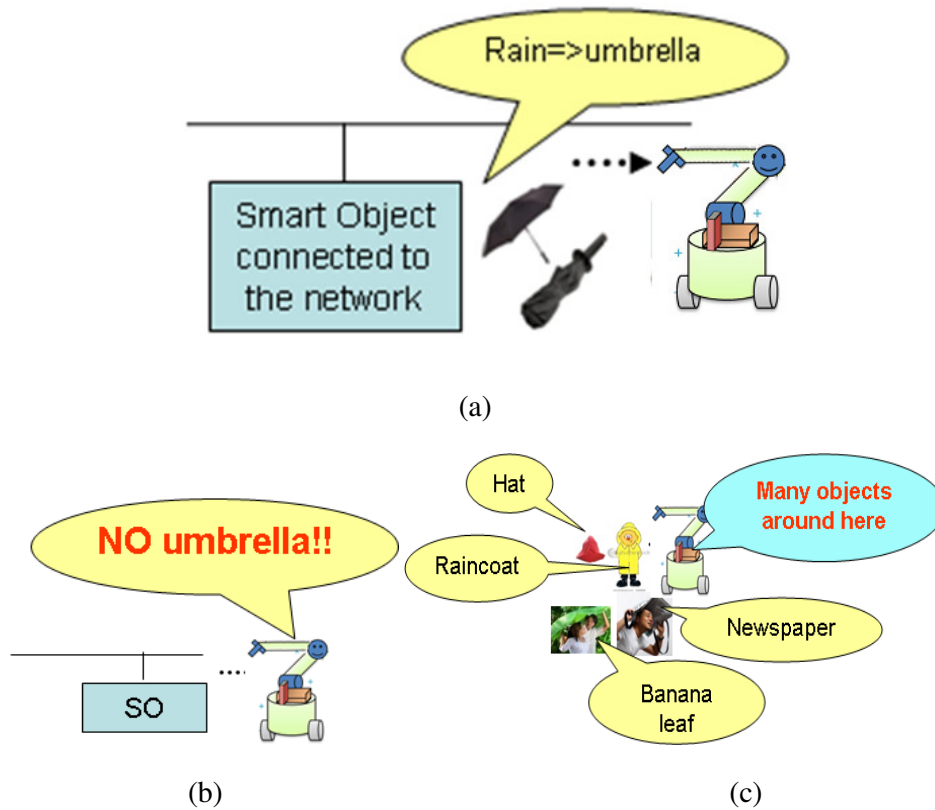 Rain=>umbrella
Smart Object
connected to
the network
(a)
NO umbrella!!
SO
(b)
Hat
Many objects
around here
Raincoat
Newspaper
Banana
leaf
(c)